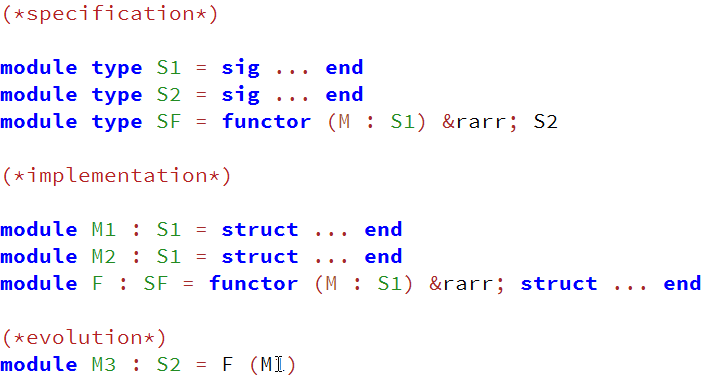 (*specification*)
module type S1 = sig ... end
module type S2 = sig ... end
module type SF = functor (M : S1) &rarr; S2
(*implementation*)
module M1 : S1 = struct ... end
module M2 : S1 = struct ... end
module F : SF = functor (M : S1) &rarr; struct ... end
(*evolution*)
module M3 : S2 = F (M )